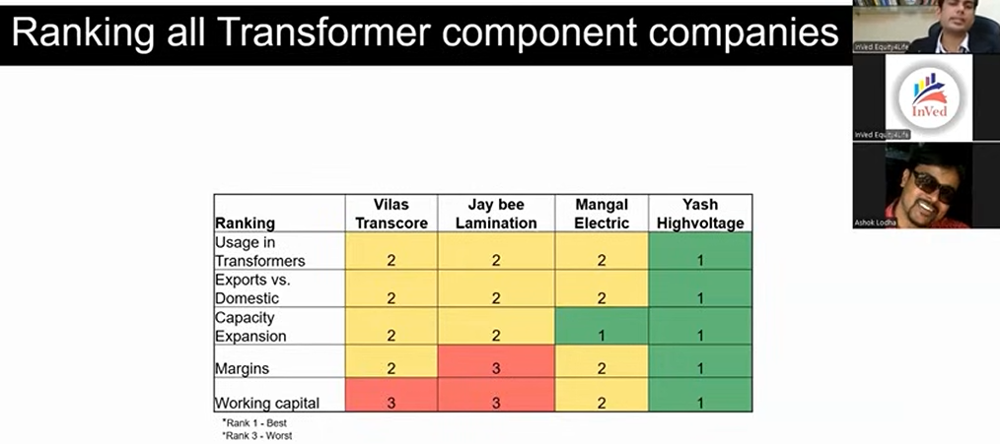 Ranking all Transformer component companies
InVed Equity4Life
InVed
InVed Equity4Life
Ashok Lodha
Ranking
Vilas Transcore
Jay bee Lamination
Mangal Electric
Yash Highvoltage
Usage in Transformers 2 2 2 1
Exports vs. Domestic 2 2 2 1
Capacity Expansion 2 2 1 1
Margins 2 3 2 1
Working capital 3 3 2 1
*Rank 1 - Best
*Rank 3 - Worst